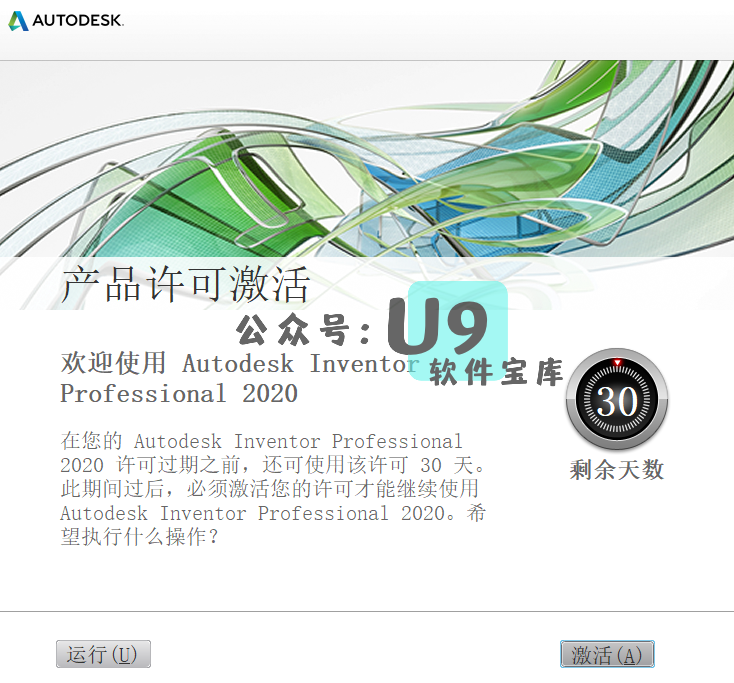 AUTODESK.
产品许可激活
公众号：U9
软件宝库
欢迎使用 Autodesk Inventor
Professional 2020
30
剩余天数
在您的 Autodesk Inventor Professional
2020 许可过期之前，还可使用该许可 30 天。
此期间过后，必须激活您的许可才能继续使用
Autodesk Inventor Professional 2020。希
望执行什么操作？
运行(U)
激活(A)